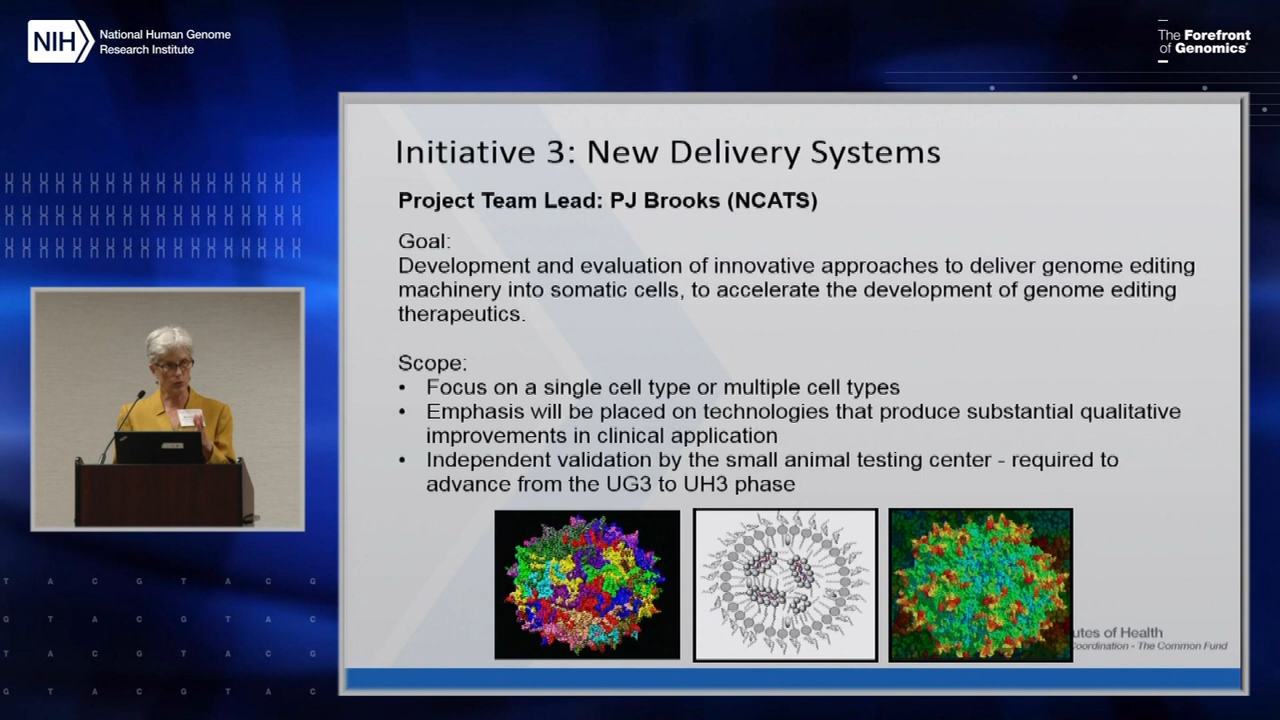 NIH
National Human Genome
Research Institute
The Forefront
of Genomics
Initiative 3: New Delivery Systems
Project Team Lead: PJ Brooks (NCATS)
Goal:
Development and evaluation of innovative approaches to deliver genome editing
machinery into somatic cells, to accelerate the development of genome editing
therapeutics.
Scope:
• Focus on a single cell type or multiple cell types
• Emphasis will be placed on technologies that produce substantial qualitative
improvements in clinical application
• Independent validation by the small animal testing center - required to
advance from the UG3 to UH3 phase
utes of Health
Coordination - The Common Fund
T A C G T A C G
G T A C G T A C
T A C G T A C G
G T A C G T A C